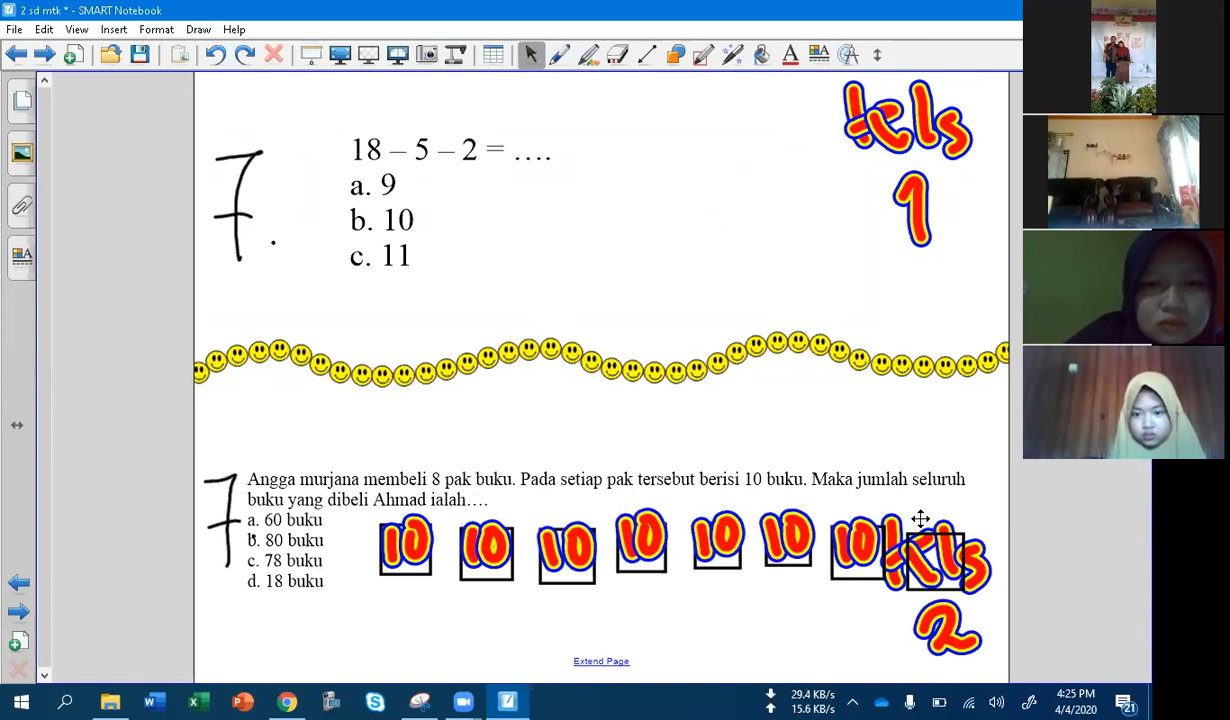 2 sd mtk * - SMART Notebook
File Edit View Insert Format Draw Help
kls
1
7.
18 – 5 – 2 = ….
a. 9
b. 10
c. 11
7
Angga murjana membeli 8 pak buku. Pada setiap pak tersebut berisi 10 buku. Maka jumlah seluruh
buku yang dibeli Ahmad ialah….
a. 60 buku
b. 80 buku
c. 78 buku
d. 18 buku
10 10 10 10 10 10 10 kls
2
Extend Page
29.4 KB/s
15.6 KB/s
4:25 PM
4/4/2020
21